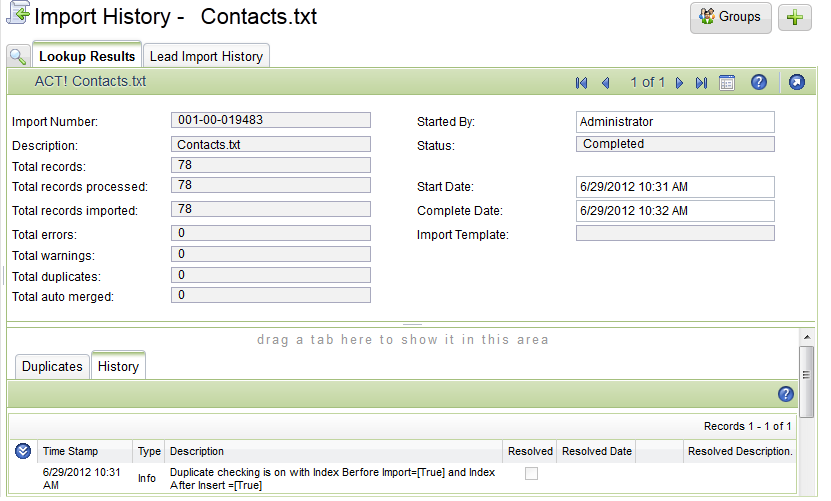 Import History - Contacts.txt
Groups
Lookup Results
Lead Import History
ACT! Contacts.txt
1 of 1
Import Number: 001-00-019483
Started By: Administrator
Description: Contacts.txt
Status: Completed
Total records: 78
Total records processed: 78
Start Date: 6/29/2012 10:31 AM
Total records imported: 78
Complete Date: 6/29/2012 10:32 AM
Total errors: 0
Import Template:
Total warnings: 0
Total duplicates: 0
Total auto merged: 0
drag a tab here to show it in this area
Duplicates
History
Records 1 - 1 of 1
Time Stamp Type Description Resolved Resolved Date Resolved Description.
6/29/2012 10:31
AM
Info
Duplicate checking is on with Index Berfore Import=[True] and Index
After Insert =[True]